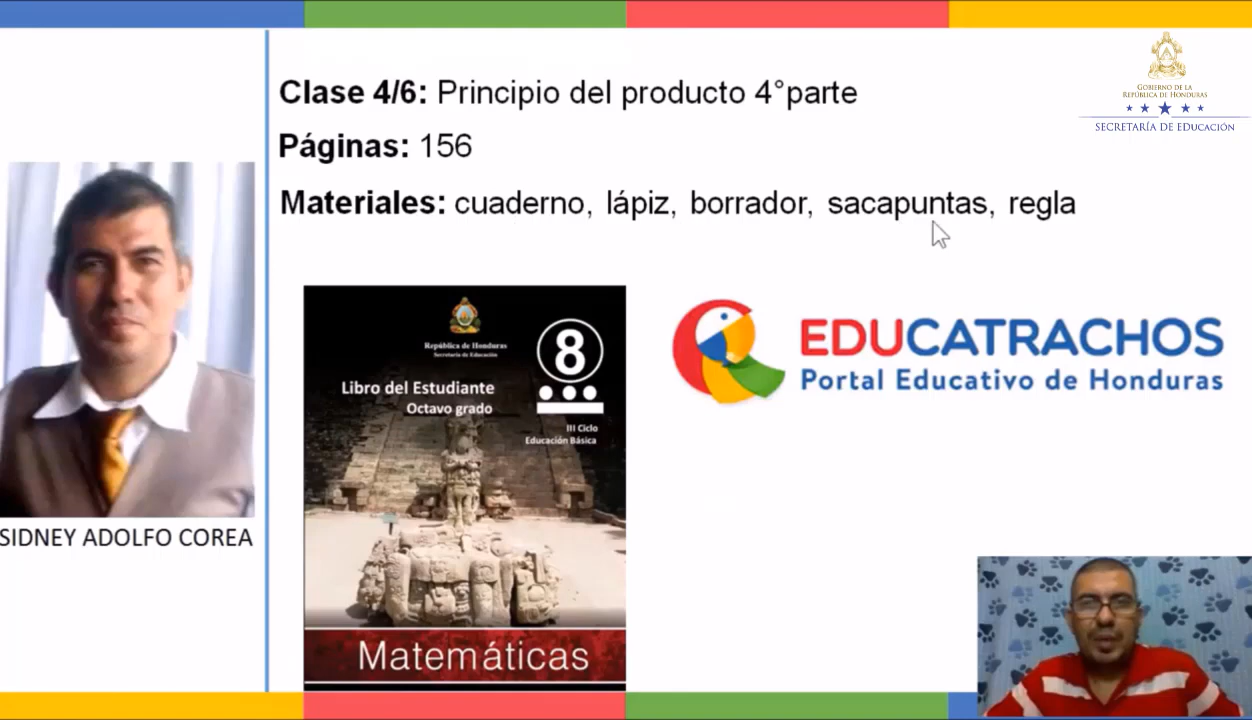 Clase 4/6: Principio del producto 4°parte
Páginas: 156
Materiales: cuaderno, lápiz, borrador, sacapuntas, regla
GOBIERNO DE LA
REPÚBLICA DE HONDURAS
SECRETARÍA DE EDUCACIÓN
SIDNEY ADOLFO COREA
República de Honduras
Secretaría de Educación
8
Libro del Estudiante
Octavo grado
III Ciclo
Educación Básica
Matemáticas
EDUCATRACHOS
Portal Educativo de Honduras